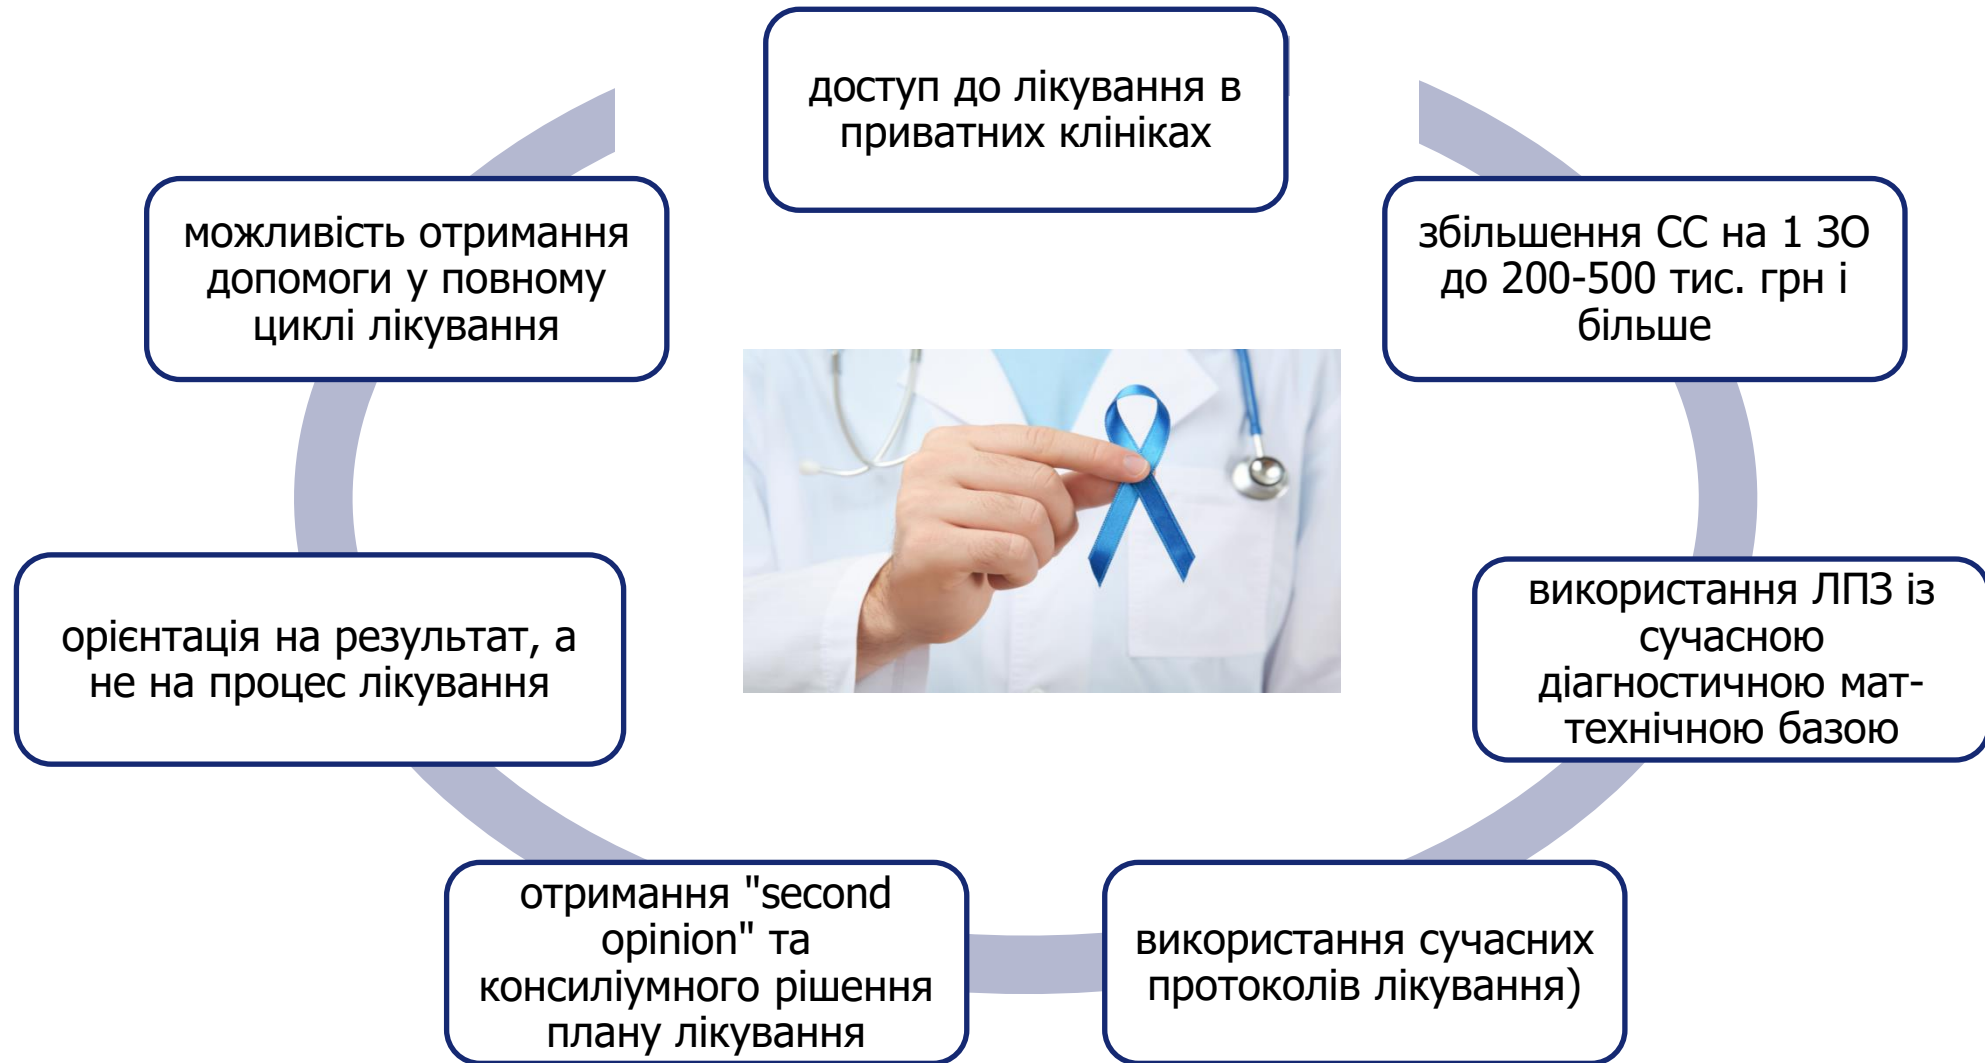 доступ до лікування в
приватних клініках
збільшення СС на 1 ЗО
до 200-500 тис. грн і
більше
використання ЛПЗ із
сучасною
діагностичною мат-
технічною базою
використання сучасних
протоколів лікування)
отримання "second
opinion" та
консиліумного рішення
плану лікування
орієнтація на результат, а
не на процес лікування
можливість отримання
допомоги у повному
циклі лікування